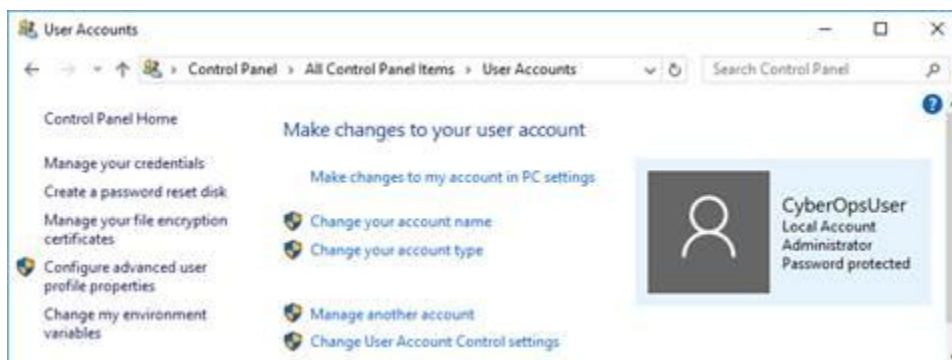 User Accounts
Control Panel > All Control Panel Items > User Accounts
Search Control Panel
Control Panel Home
Manage your credentials
Create a password reset disk
Manage your file encryption
certificates
Configure advanced user
profile properties
Change my environment
variables
Make changes to your user account
Make changes to my account in PC settings
Change your account name
Change your account type
Manage another account
Change User Account Control settings
CyberOpsUser
Local Account
Administrator
Password protected